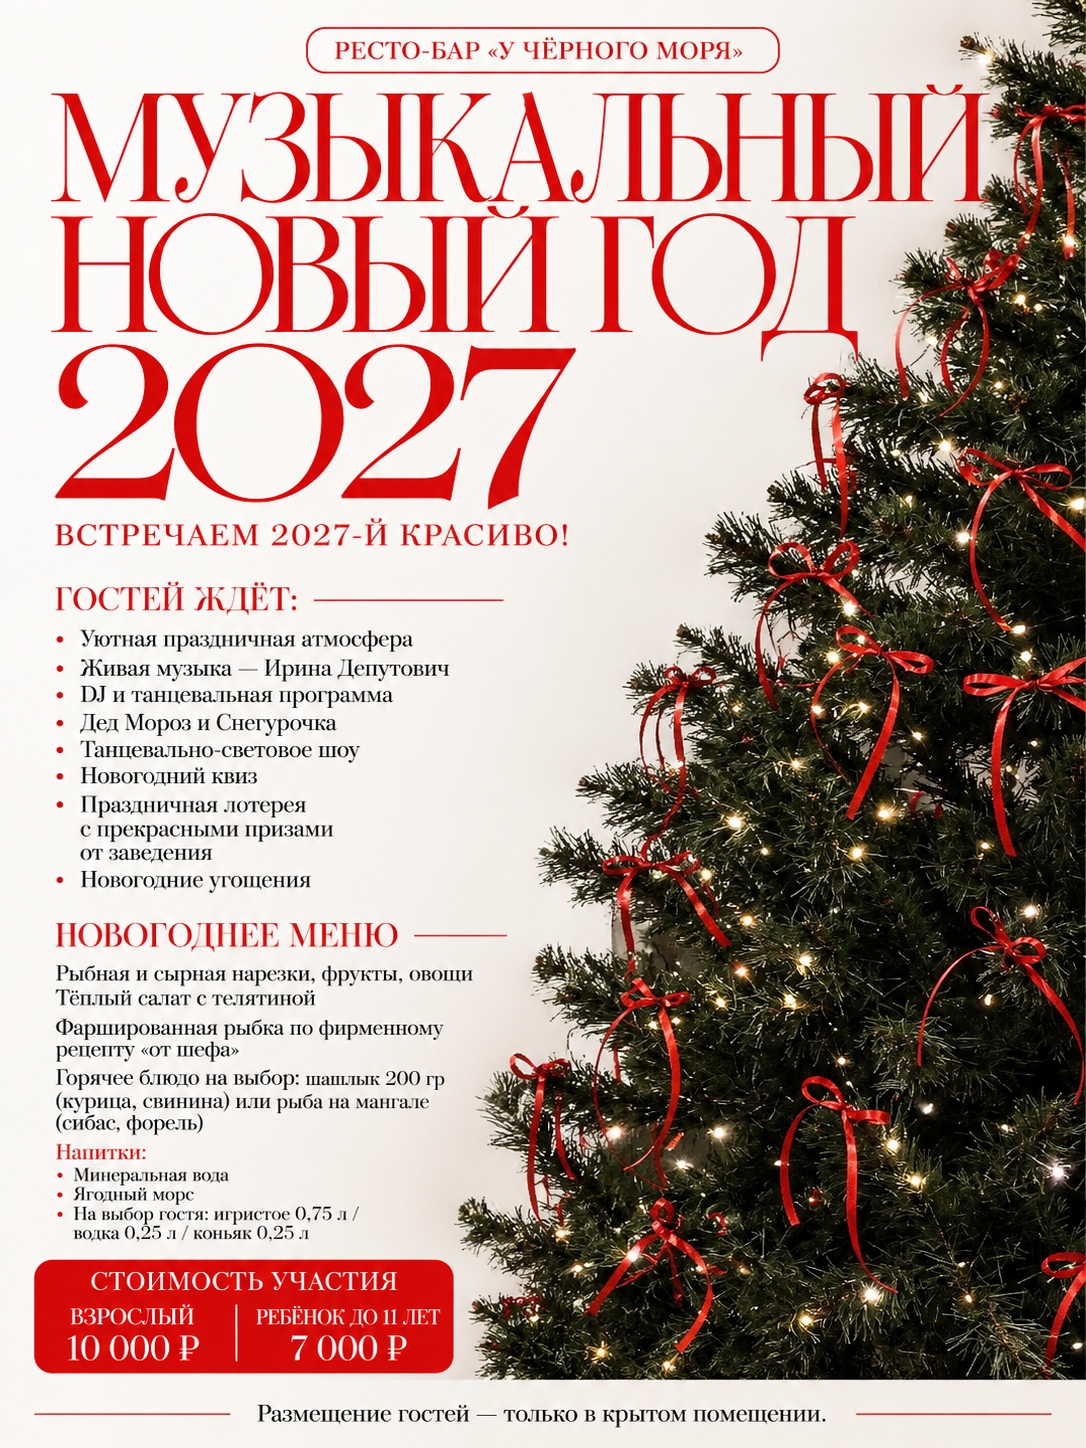 РЕСТО-БАР «У ЧЁРНОГО МОРЯ»
МУЗЫКАЛЬНЫЙ
НОВЫЙ ГОД
2027
ВСТРЕЧАЕМ 2027-Й КРАСИВО!
ГОСТЕЙ ЖДЁТ:
• Уютная праздничная атмосфера
• Живая музыка — Ирина Депутович
• DJ и танцевальная программа
• Дед Мороз и Снегурочка
• Танцевально-световое шоу
• Новогодний квиз
• Праздничная лотерея
с прекрасными призами
от заведения
• Новогодние угощения
НОВОГОДНЕЕ МЕНЮ
Рыбная и сырная нарезки, фрукты, овощи
Тёплый салат с телятиной
Фаршированная рыбка по фирменному
рецепту «от шефа»
Горячее блюдо на выбор: шашлык 200 гр
(курица, свинина) или рыба на мангале
(сибас, форель)
Напитки:
• Минеральная вода
• Ягодный морс
• На выбор гостя: игристое 0,75 л /
водка 0,25 л / коньяк 0,25 л
СТОИМОСТЬ УЧАСТИЯ
ВЗРОСЛЫЙ
10 000 ₽
РЕБЁНОК ДО 11 ЛЕТ
7 000 ₽
Размещение гостей — только в крытом помещении.